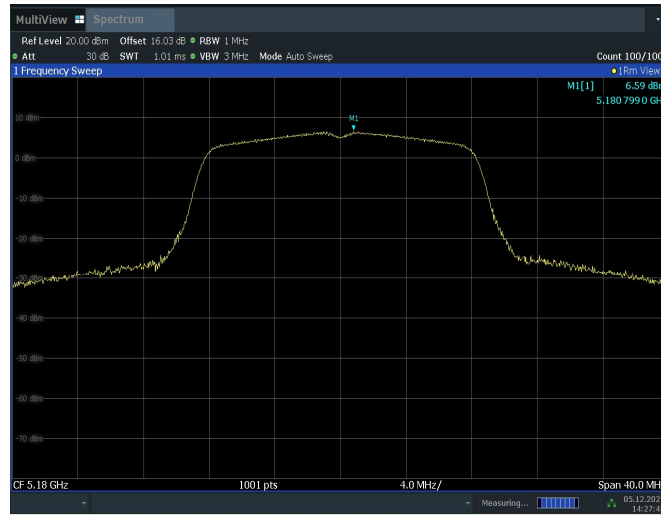 MultiView Spectrum
Ref Level 20.00 dBm Offset 16.03 dB RBW 1 MHz
Att 30 dB SWT 1.01 ms VBW 3 MHz Mode Auto Sweep Count 100/100
1 Frequency Sweep 1Rm View
M1[1] 6.59 dBm
5.180 799 0 GH
10 dBm
M1
0 dBm
-10 dBm
-20 dBm
-30 dBm
-40 dBm
-50 dBm
-60 dBm
-70 dBm
CF 5.18 GHz 1001 pts 4.0 MHz/ Span 40.0 MH
Measuring... 05.12.202
14:27:4